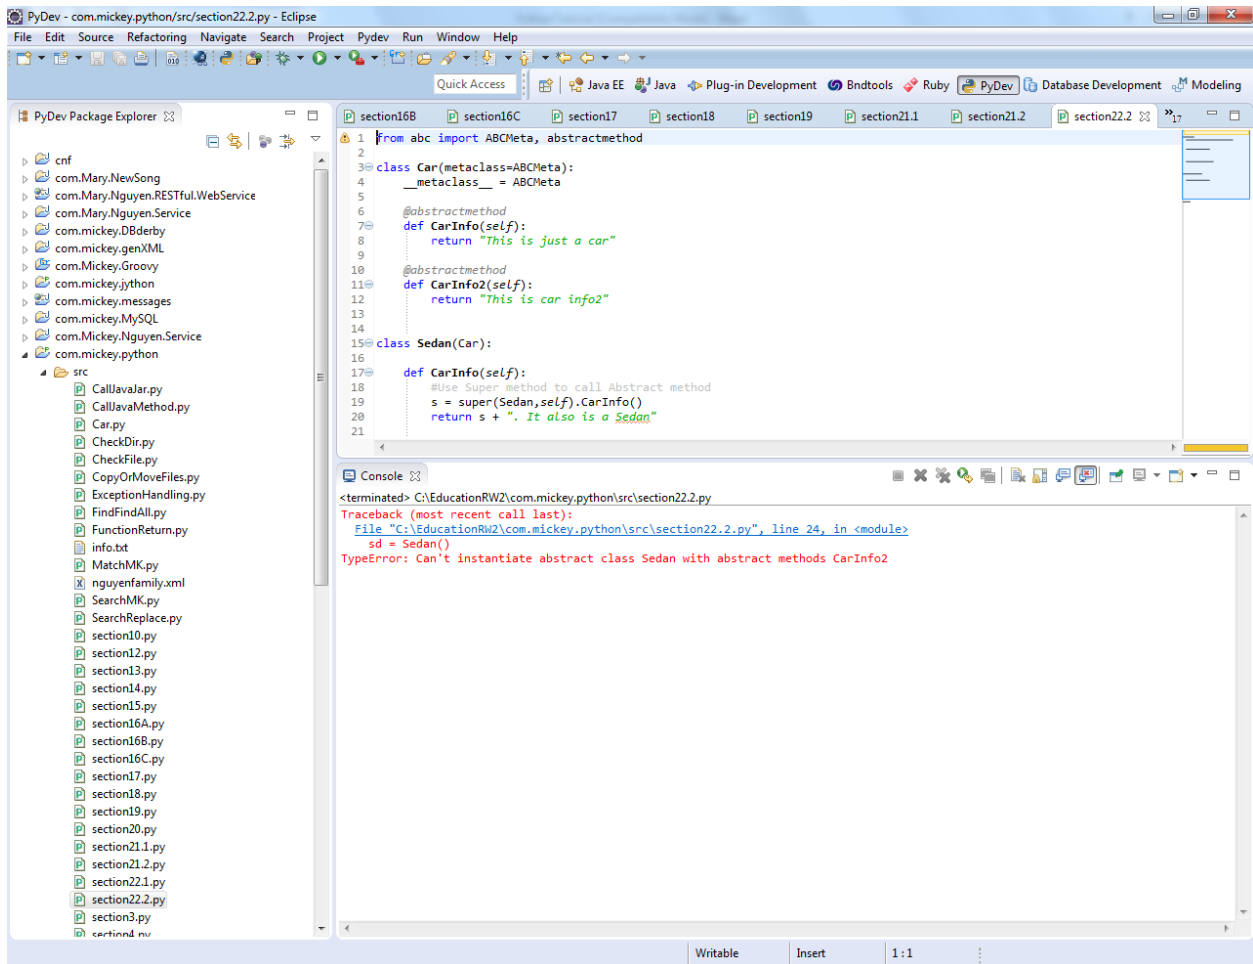 PyDev - com.mickey.python/src/section22.2.py - Eclipse
File Edit Source Refactoring Navigate Search Project Pydev Run Window Help
Quick Access Java EE Java Plug-in Development Bndtools Ruby PyDev Database Development Modeling
PyDev Package Explorer
cnf
com.Mary.NewSong
com.Mary.Nguyen.RESTful.WebService
com.Mary.Nguyen.Service
com.mickey.DBderby
com.mickey.genXML
com.Mickey.Groovy
com.mickey.jython
com.mickey.messages
com.mickey.MySQL
com.Mickey.Nguyen.Service
com.mickey.python
src
CallJavaJar.py
CallJavaMethod.py
Car.py
CheckDir.py
CheckFile.py
CopyOrMoveFiles.py
ExceptionHandling.py
FindFindAll.py
FunctionReturn.py
info.txt
MatchMK.py
nguyenfamily.xml
SearchMK.py
SearchReplace.py
section10.py
section12.py
section13.py
section14.py
section15.py
section16A.py
section16B.py
section16C.py
section17.py
section18.py
section19.py
section20.py
section21.1.py
section21.2.py
section22.1.py
section22.2.py
section3.py
section4.py
section16B section16C section17 section18 section19 section21.1 section21.2 section22.2 »17
1 from abc import ABCMeta, abstractmethod
2
3 class Car(metaclass=ABCMeta):
4 __metaclass__ = ABCMeta
5
6 @abstractmethod
7 def CarInfo(self):
8 return "This is just a car"
9
10 @abstractmethod
11 def CarInfo2(self):
12 return "This is car info2"
13
14
15 class Sedan(Car):
16
17 def CarInfo(self):
18 #Use Super method to call Abstract method
19 s = super(Sedan,self).CarInfo()
20 return s + ". It also is a Sedan"
21
Console
<terminated> C:\EducationRW2\com.mickey.python\src\section22.2.py
Traceback (most recent call last):
File "C:\EducationRW2\com.mickey.python\src\section22.2.py", line 24, in <module>
sd = Sedan()
TypeError: Can't instantiate abstract class Sedan with abstract methods CarInfo2
Writable Insert 1:1